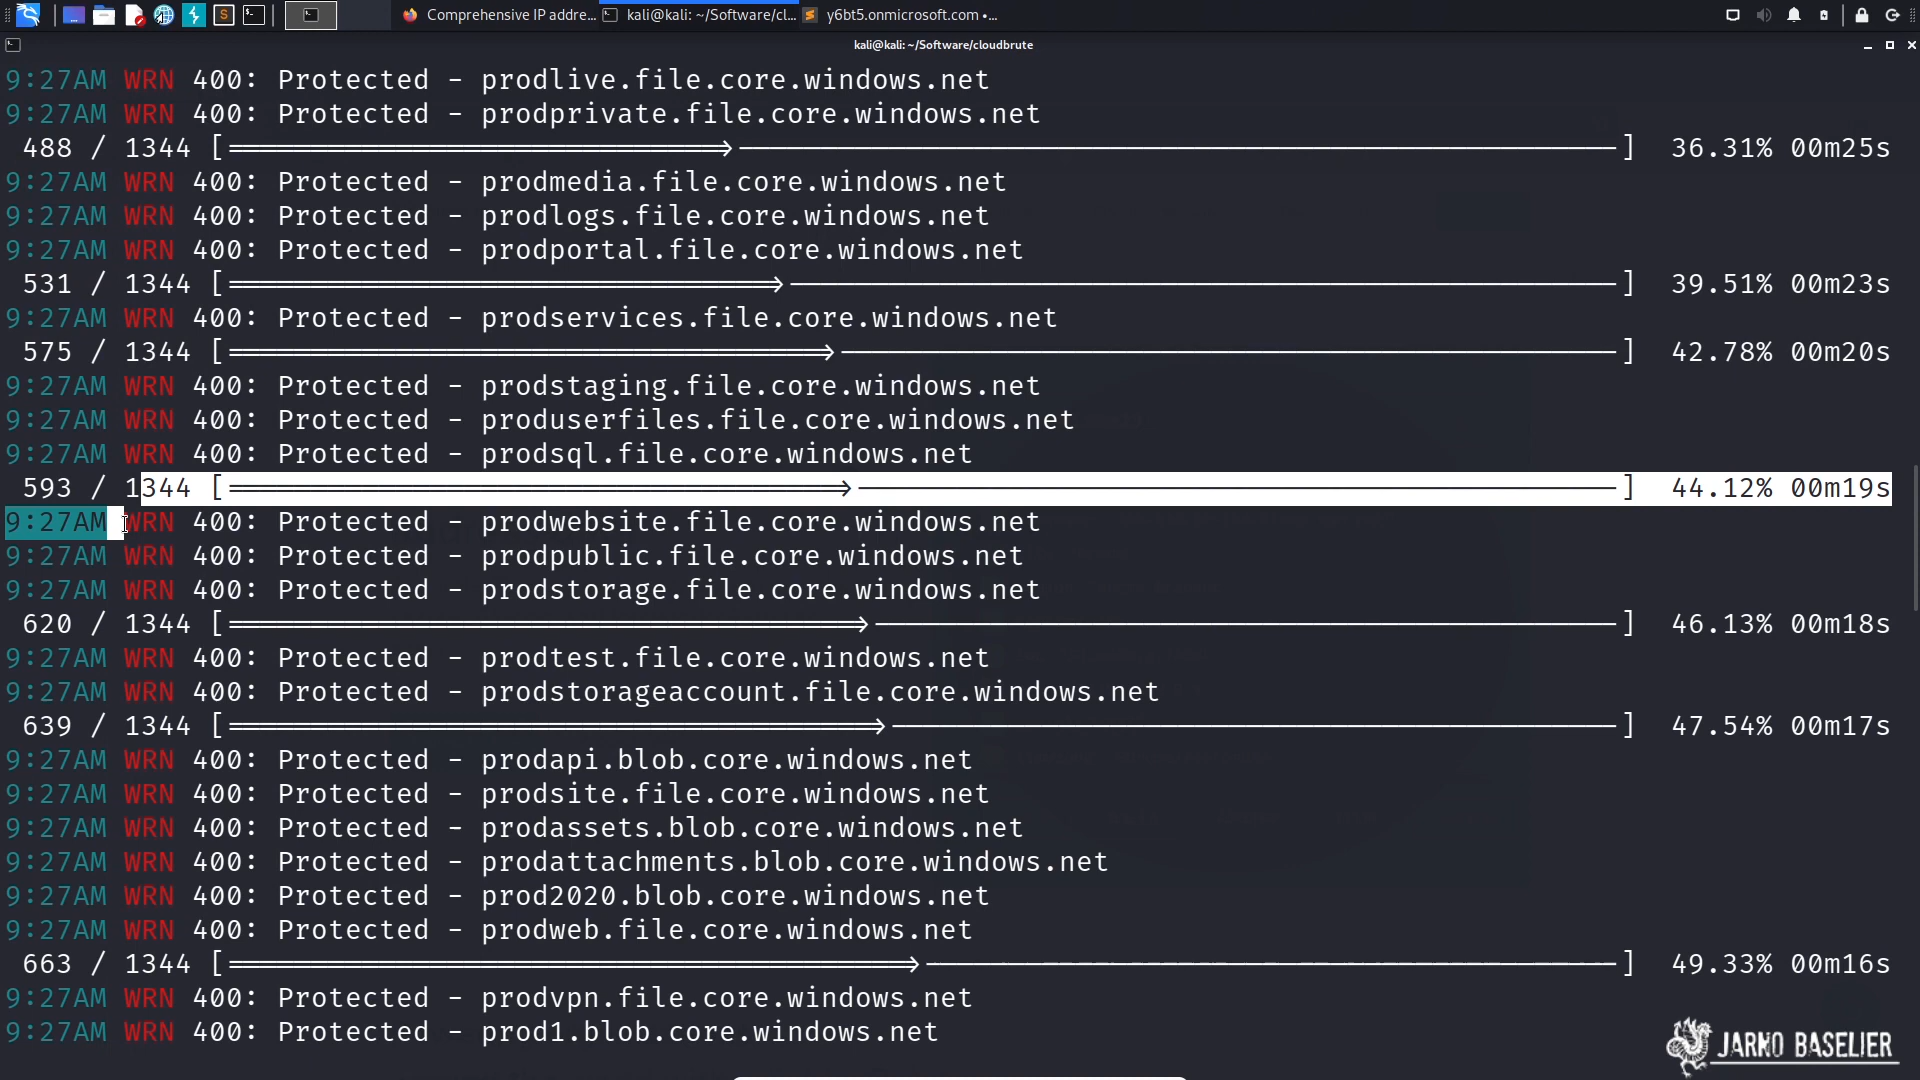 Comprehensive IP addre...
kali@kali: ~/Software/cl...
y6bt5.onmicrosoft.com •...
kali@kali: ~/Software/cloudbrute
9:27AM WRN 400: Protected - prodlive.file.core.windows.net
9:27AM WRN 400: Protected - prodprivate.file.core.windows.net
488 / 1344 [==>--] 36.31% 00m25s
9:27AM WRN 400: Protected - prodmedia.file.core.windows.net
9:27AM WRN 400: Protected - prodlogs.file.core.windows.net
9:27AM WRN 400: Protected - prodportal.file.core.windows.net
531 / 1344 [==>--] 39.51% 00m23s
9:27AM WRN 400: Protected - prodservices.file.core.windows.net
575 / 1344 [==>--] 42.78% 00m20s
9:27AM WRN 400: Protected - prodstaging.file.core.windows.net
9:27AM WRN 400: Protected - produserfiles.file.core.windows.net
9:27AM WRN 400: Protected - prodsql.file.core.windows.net
593 / 1344 [==>--] 44.12% 00m19s
9:27AM WRN 400: Protected - prodwebsite.file.core.windows.net
9:27AM WRN 400: Protected - prodpublic.file.core.windows.net
9:27AM WRN 400: Protected - prodstorage.file.core.windows.net
620 / 1344 [==>--] 46.13% 00m18s
9:27AM WRN 400: Protected - prodtest.file.core.windows.net
9:27AM WRN 400: Protected - prodstorageaccount.file.core.windows.net
639 / 1344 [==>--] 47.54% 00m17s
9:27AM WRN 400: Protected - prodapi.blob.core.windows.net
9:27AM WRN 400: Protected - prodsite.file.core.windows.net
9:27AM WRN 400: Protected - prodassets.blob.core.windows.net
9:27AM WRN 400: Protected - prodattachments.blob.core.windows.net
9:27AM WRN 400: Protected - prod2020.blob.core.windows.net
9:27AM WRN 400: Protected - prodweb.file.core.windows.net
663 / 1344 [==>--] 49.33% 00m16s
9:27AM WRN 400: Protected - prodvpn.file.core.windows.net
9:27AM WRN 400: Protected - prod1.blob.core.windows.net
JARNO BASELIER